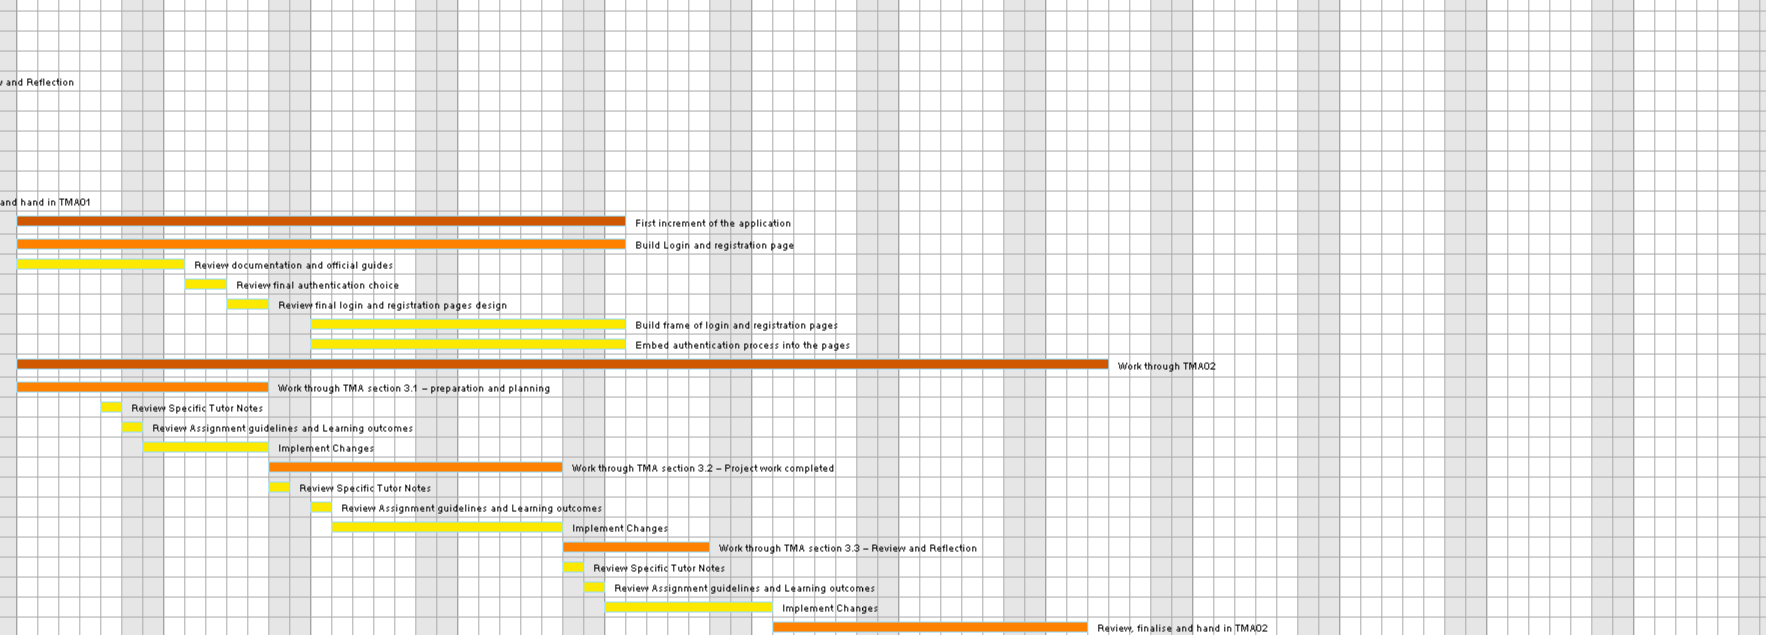 and Reflection
and hand in TMA01
First increment of the application
Build Login and registration page
Review documentation and official guides
Review final authentication choice
Review final login and registration pages design
Build frame of login and registration pages
Embed authentication process into the pages
Work through TMA02
Work through TMA section 3.1 – preparation and planning
Review Specific Tutor Notes
Review Assignment guidelines and Learning outcomes
Implement Changes
Work through TMA section 3.2 – Project work completed
Review Specific Tutor Notes
Review Assignment guidelines and Learning outcomes
Implement Changes
Work through TMA section 3.3 – Review and Reflection
Review Specific Tutor Notes
Review Assignment guidelines and Learning outcomes
Implement Changes
Review, finalise and hand in TMA02